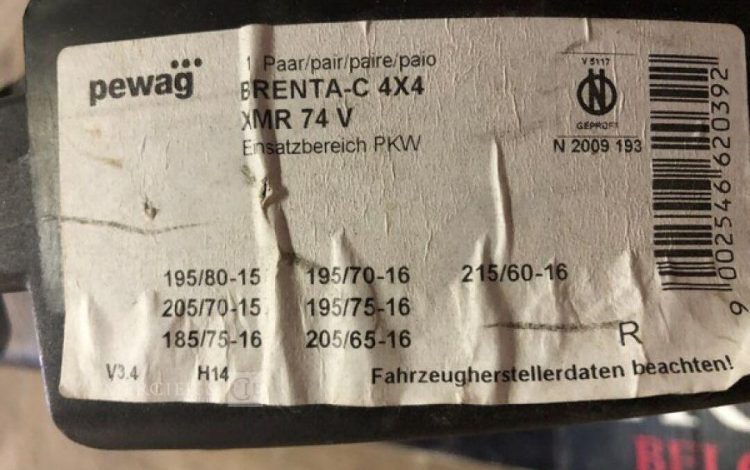 pewag
1 Paar/pair/paire/paio
BRENTA-C 4X4
XMR 74 V
Einsatzbereich PKW
V 5117
GEPRÜFT
N 2009 193
9 002546 620392
195/80-15 195/70-16 215/60-16
205/70-15 195/75-16
185/75-16 205/65-16
R
V3.4 H14
Fahrzeugherstellerdaten beachten!